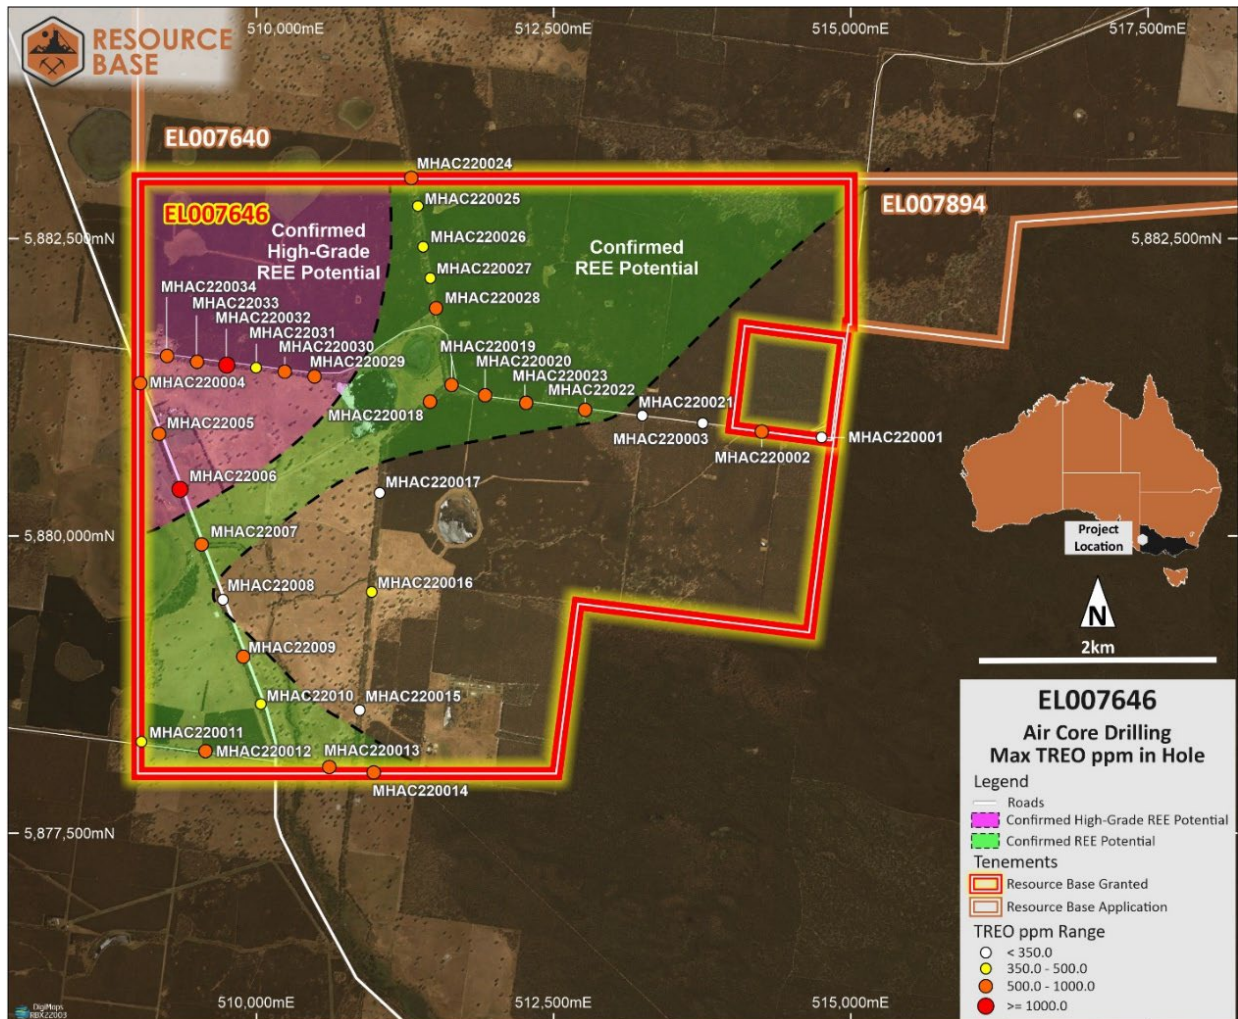 RESOURCE
BASE
510,000mE
512,500mE
515,000mE
517,500mE
EL007640
MHAC220024
EL007646
MHAC220025
EL007894
Confirmed
High-Grade
REE Potential
5,882,500mN
MHAC220026
Confirmed
REE Potential
5,882,500mN
MHAC220034
MHAC220027
MHAC22033
MHAC220032
MHAC220028
MHAC22031
MHAC220030
MHAC220029
MHAC220019
MHAC220020
MHAC220023
MHAC22022
MHAC220004
MHAC220018
MHAC220021
MHAC220003
MHAC220001
MHAC220002
MHAC22005
MHAC22006
MHAC220017
5,880,000mN
MHAC22007
Project
Location
MHAC22008
MHAC220016
N
2km
MHAC22009
MHAC22010
MHAC220015
MHAC220011
MHAC220012
MHAC220013
MHAC220014
5,877,500mN
EL007646
Air Core Drilling
Max TREO ppm in Hole
Legend
Roads
Confirmed High-Grade REE Potential
Confirmed REE Potential
Tenements
Resource Base Granted
Resource Base Application
TREO ppm Range
< 350.0
350.0 - 500.0
500.0 - 1000.0
>= 1000.0
510,000mE
512,500mE
515,000mE
DigiMaps
RBX22003